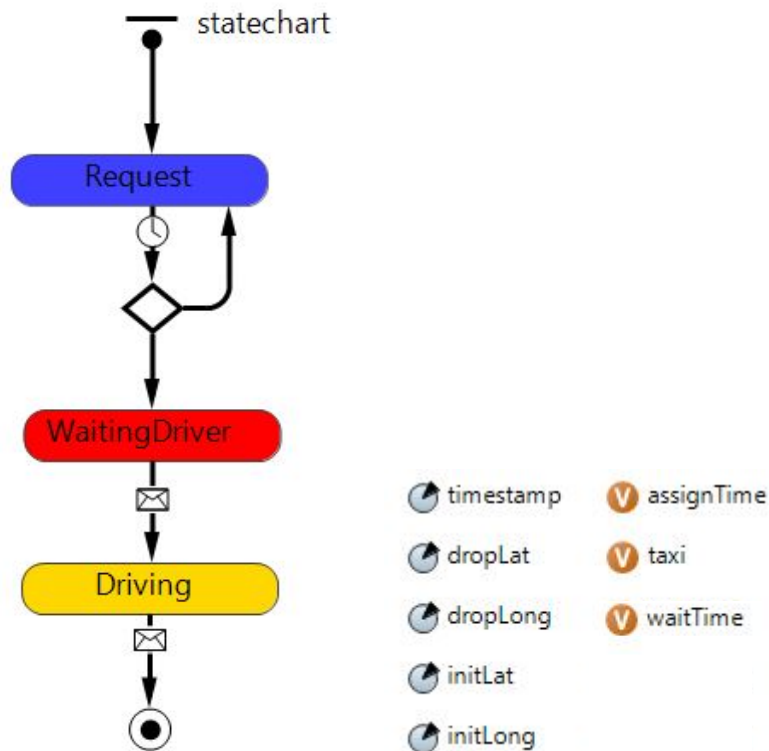 statechart
Request
WaitingDriver
Driving
timestamp
dropLat
dropLong
initLat
initLong
V assignTime
V taxi
V waitTime